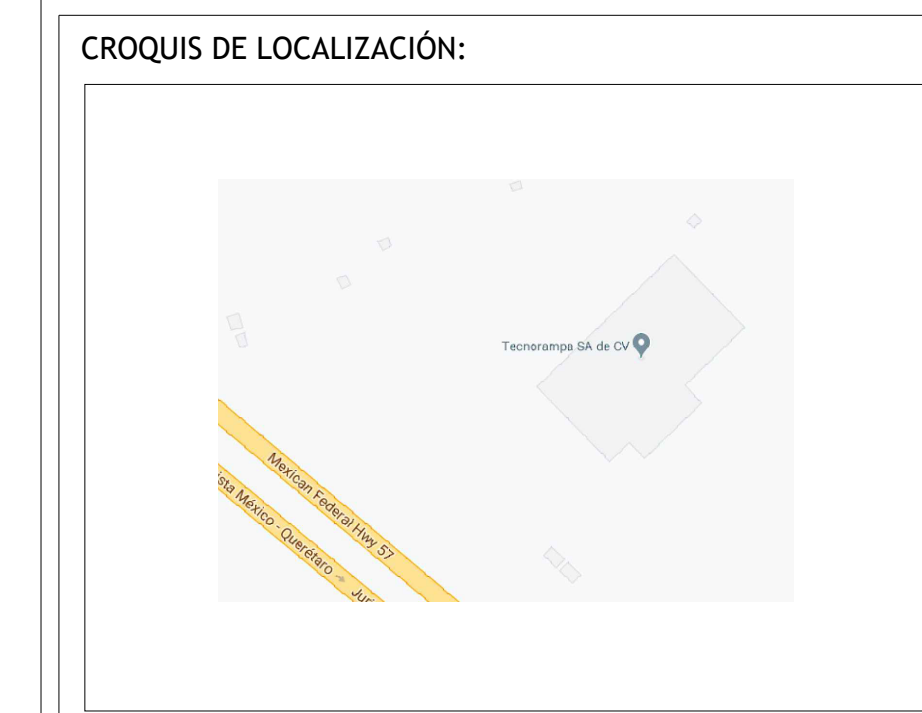 CROQUIS DE LOCALIZACIÓN:
Tecnorampa SA de CV
Mexican Federal Hwy 57
ista México - Querétaro